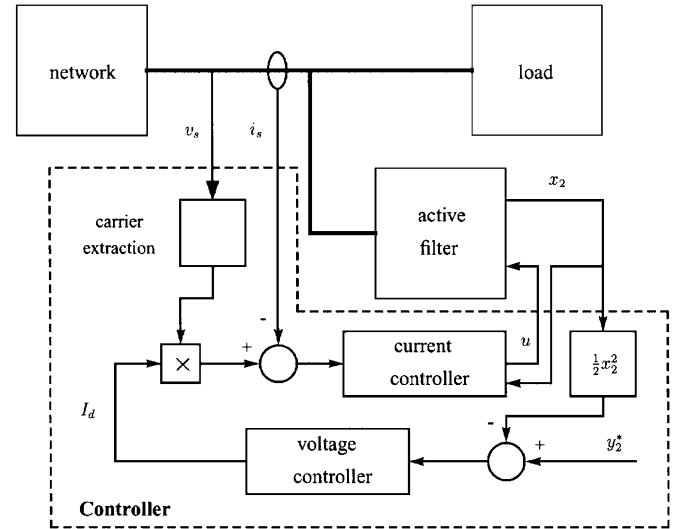 network
load
v_s
i_s
x_2
carrier
extraction
active
filter
-
+
×
current
controller
u
½x_2^2
I_d
-
+
y_2^*
voltage
controller
Controller